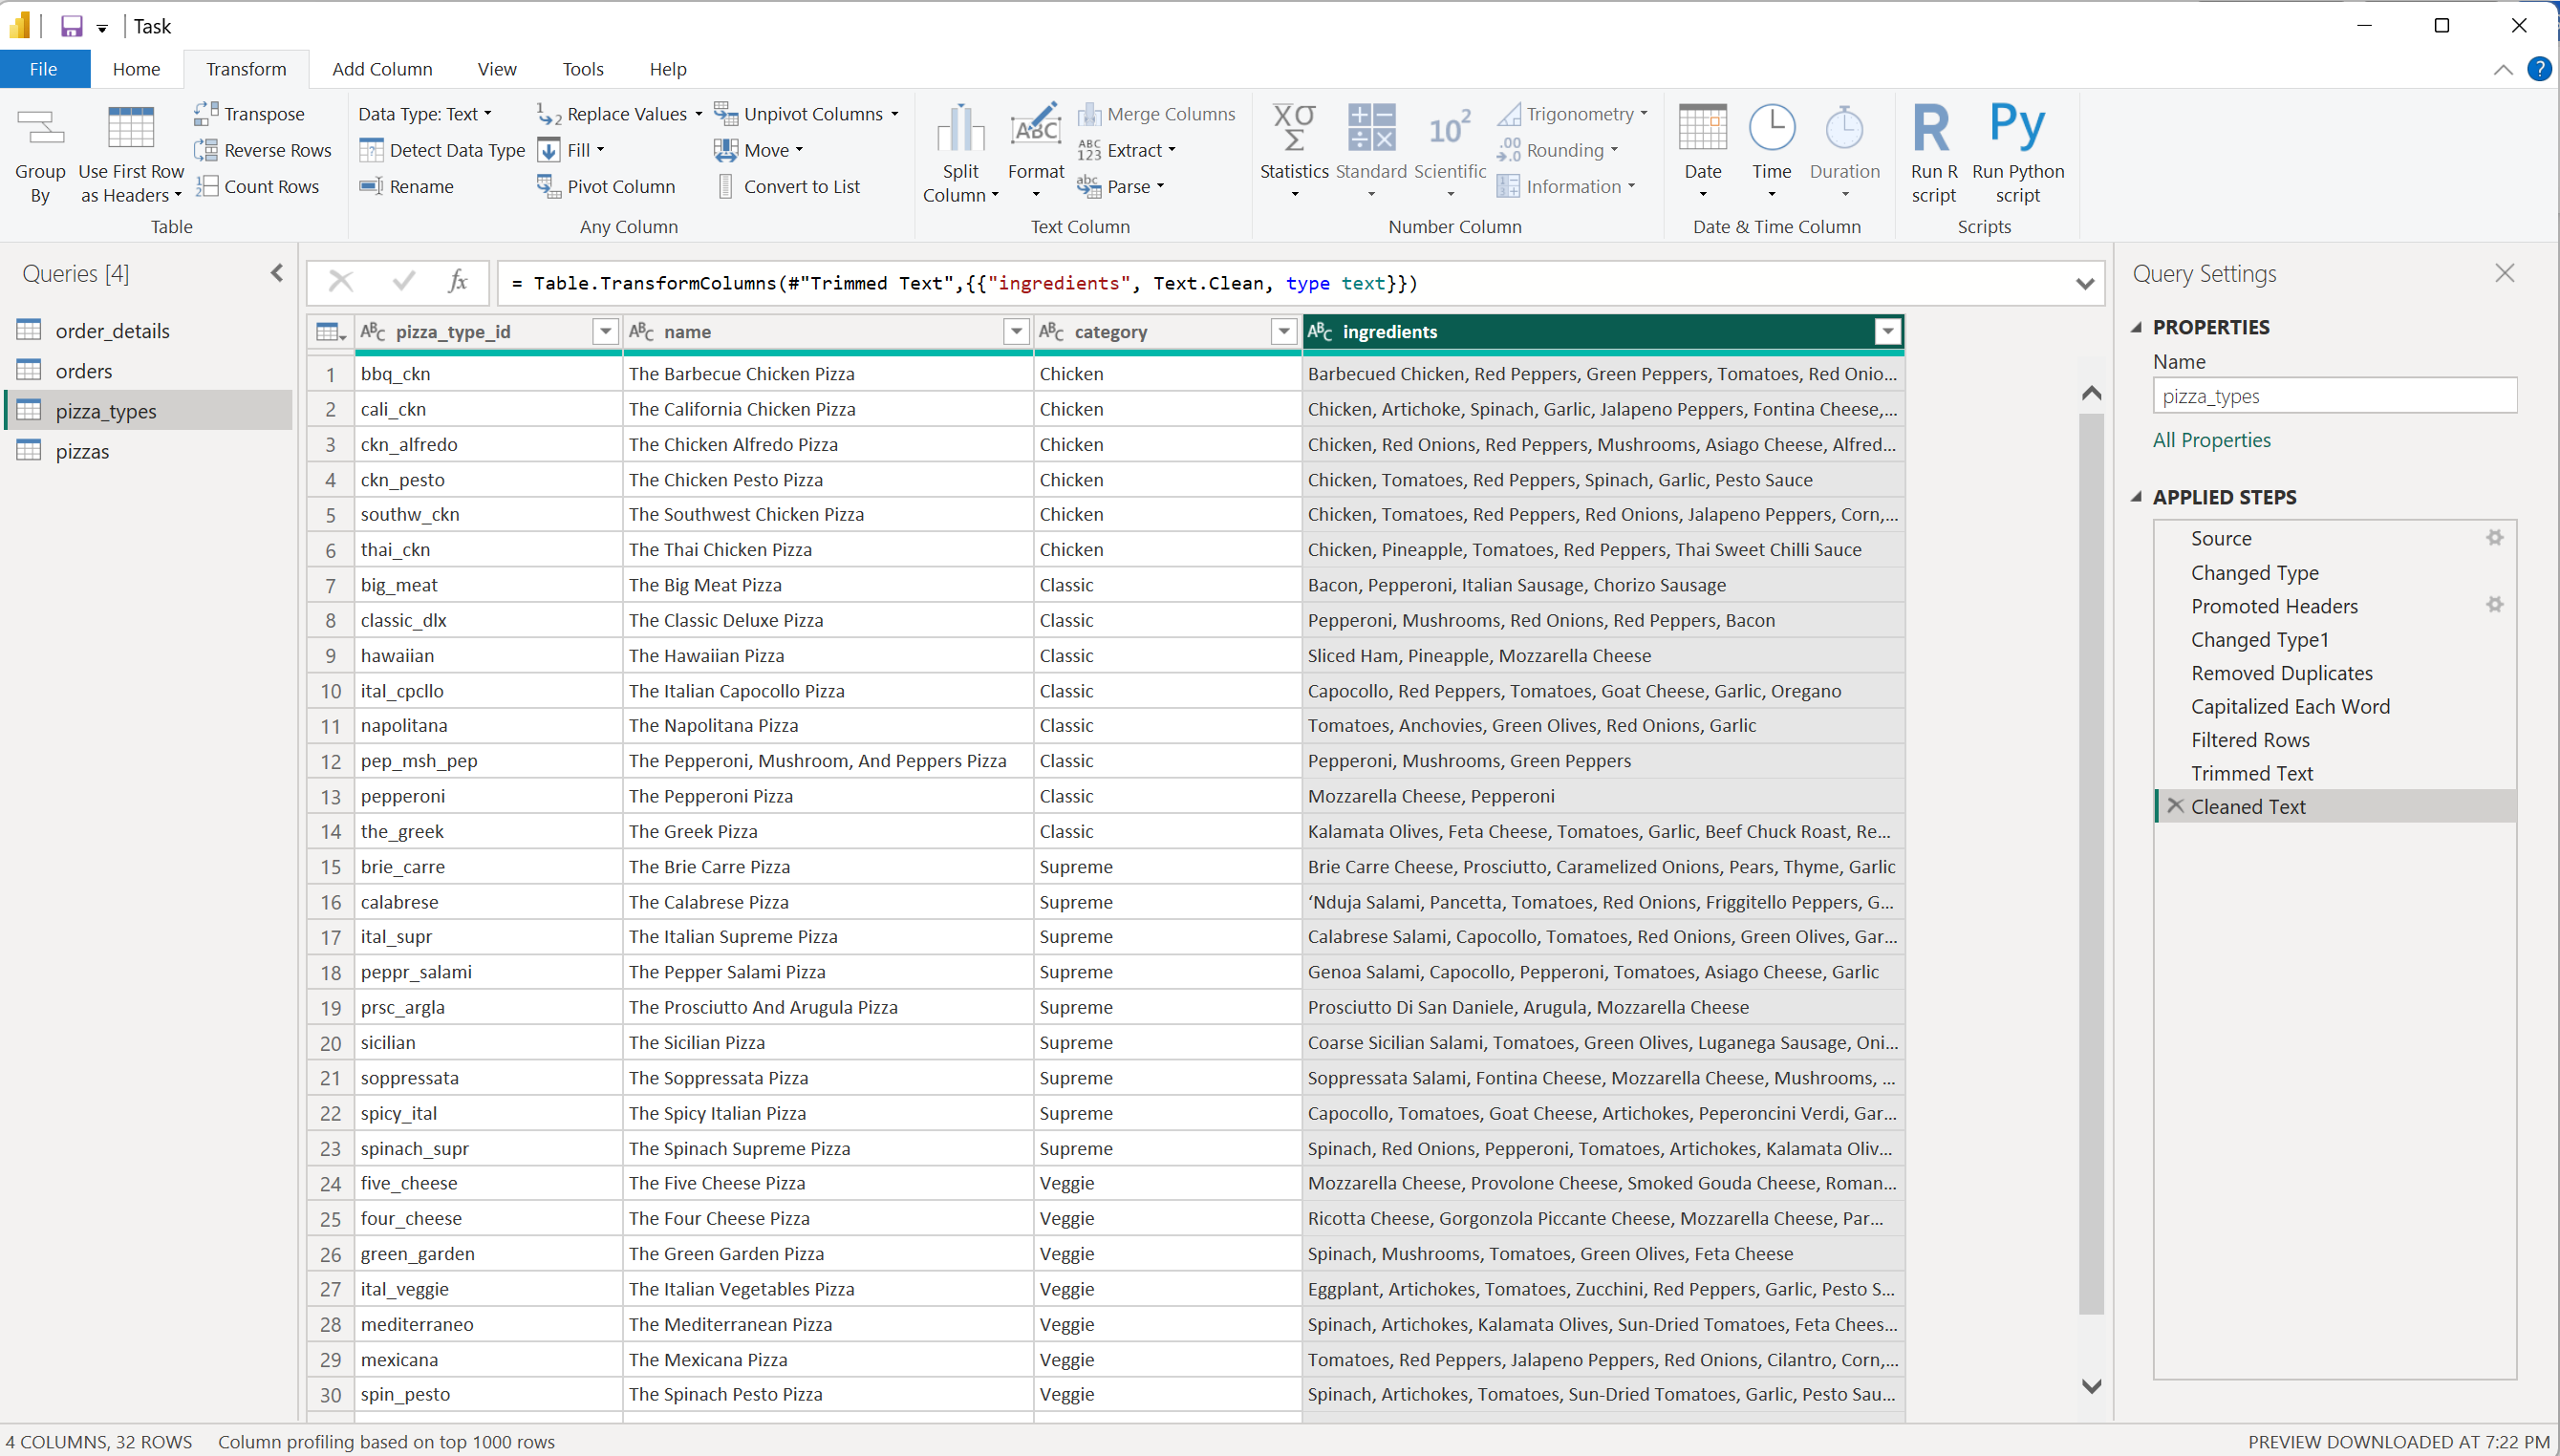 Task
File Home Transform Add Column View Tools Help
Group By
Use First Row as Headers
Transpose
Reverse Rows
Count Rows
Table
Data Type: Text
Detect Data Type
Rename
Replace Values
Fill
Pivot Column
Unpivot Columns
Move
Convert to List
Any Column
Split Column
Format
Merge Columns
Extract
Parse
Text Column
Statistics
Standard
Scientific
10²
Trigonometry
Rounding
Information
Number Column
Date
Time
Duration
Date & Time Column
R
Run R script
Py
Run Python script
Scripts
Queries [4]
order_details
orders
pizza_types
pizzas
fx = Table.TransformColumns(#"Trimmed Text",{{"ingredients", Text.Clean, type text}})
pizza_type_id name category ingredients
1 bbq_ckn The Barbecue Chicken Pizza Chicken Barbecued Chicken, Red Peppers, Green Peppers, Tomatoes, Red Onio...
2 cali_ckn The California Chicken Pizza Chicken Chicken, Artichoke, Spinach, Garlic, Jalapeno Peppers, Fontina Cheese,...
3 ckn_alfredo The Chicken Alfredo Pizza Chicken Chicken, Red Onions, Red Peppers, Mushrooms, Asiago Cheese, Alfred...
4 ckn_pesto The Chicken Pesto Pizza Chicken Chicken, Tomatoes, Red Peppers, Spinach, Garlic, Pesto Sauce
5 southw_ckn The Southwest Chicken Pizza Chicken Chicken, Tomatoes, Red Peppers, Red Onions, Jalapeno Peppers, Corn,...
6 thai_ckn The Thai Chicken Pizza Chicken Chicken, Pineapple, Tomatoes, Red Peppers, Thai Sweet Chilli Sauce
7 big_meat The Big Meat Pizza Classic Bacon, Pepperoni, Italian Sausage, Chorizo Sausage
8 classic_dlx The Classic Deluxe Pizza Classic Pepperoni, Mushrooms, Red Onions, Red Peppers, Bacon
9 hawaiian The Hawaiian Pizza Classic Sliced Ham, Pineapple, Mozzarella Cheese
10 ital_cpcllo The Italian Capocollo Pizza Classic Capocollo, Red Peppers, Tomatoes, Goat Cheese, Garlic, Oregano
11 napolitana The Napolitana Pizza Classic Tomatoes, Anchovies, Green Olives, Red Onions, Garlic
12 pep_msh_pep The Pepperoni, Mushroom, And Peppers Pizza Classic Pepperoni, Mushrooms, Green Peppers
13 pepperoni The Pepperoni Pizza Classic Mozzarella Cheese, Pepperoni
14 the_greek The Greek Pizza Classic Kalamata Olives, Feta Cheese, Tomatoes, Garlic, Beef Chuck Roast, Re...
15 brie_carre The Brie Carre Pizza Supreme Brie Carre Cheese, Prosciutto, Caramelized Onions, Pears, Thyme, Garlic
16 calabrese The Calabrese Pizza Supreme ‘Nduja Salami, Pancetta, Tomatoes, Red Onions, Friggitello Peppers, G...
17 ital_supr The Italian Supreme Pizza Supreme Calabrese Salami, Capocollo, Tomatoes, Red Onions, Green Olives, Gar...
18 peppr_salami The Pepper Salami Pizza Supreme Genoa Salami, Capocollo, Pepperoni, Tomatoes, Asiago Cheese, Garlic
19 prsc_argla The Prosciutto And Arugula Pizza Supreme Prosciutto Di San Daniele, Arugula, Mozzarella Cheese
20 sicilian The Sicilian Pizza Supreme Coarse Sicilian Salami, Tomatoes, Green Olives, Luganega Sausage, Oni...
21 soppressata The Soppressata Pizza Supreme Soppressata Salami, Fontina Cheese, Mozzarella Cheese, Mushrooms, ...
22 spicy_ital The Spicy Italian Pizza Supreme Capocollo, Tomatoes, Goat Cheese, Artichokes, Peperoncini Verdi, Gar...
23 spinach_supr The Spinach Supreme Pizza Supreme Spinach, Red Onions, Pepperoni, Tomatoes, Artichokes, Kalamata Oliv...
24 five_cheese The Five Cheese Pizza Veggie Mozzarella Cheese, Provolone Cheese, Smoked Gouda Cheese, Roman...
25 four_cheese The Four Cheese Pizza Veggie Ricotta Cheese, Gorgonzola Piccante Cheese, Mozzarella Cheese, Par...
26 green_garden The Green Garden Pizza Veggie Spinach, Mushrooms, Tomatoes, Green Olives, Feta Cheese
27 ital_veggie The Italian Vegetables Pizza Veggie Eggplant, Artichokes, Tomatoes, Zucchini, Red Peppers, Garlic, Pesto S...
28 mediterraneo The Mediterranean Pizza Veggie Spinach, Artichokes, Kalamata Olives, Sun-Dried Tomatoes, Feta Chees...
29 mexicana The Mexicana Pizza Veggie Tomatoes, Red Peppers, Jalapeno Peppers, Red Onions, Cilantro, Corn,...
30 spin_pesto The Spinach Pesto Pizza Veggie Spinach, Artichokes, Tomatoes, Sun-Dried Tomatoes, Garlic, Pesto Sau...
Query Settings
PROPERTIES
Name
pizza_types
All Properties
APPLIED STEPS
Source
Changed Type
Promoted Headers
Changed Type1
Removed Duplicates
Capitalized Each Word
Filtered Rows
Trimmed Text
Cleaned Text
4 COLUMNS, 32 ROWS Column profiling based on top 1000 rows PREVIEW DOWNLOADED AT 7:22 PM